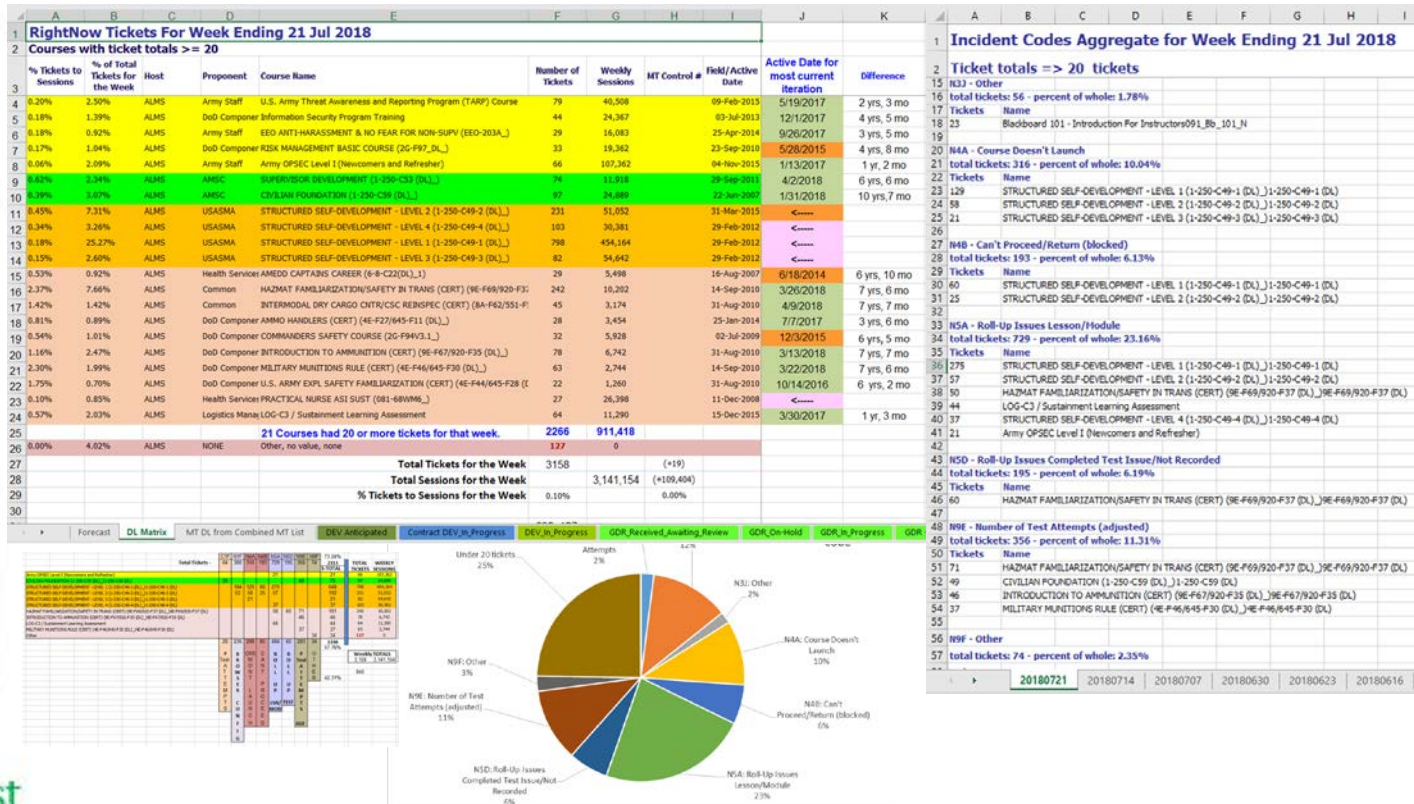 RightNow Tickets For Week Ending 21 Jul 2018
Courses with ticket totals >= 20
% Tickets to Sessions % of Total Tickets for the Week Host Proponent Course Name Number of Tickets Weekly Sessions MT Control # Field/Active Date Active Date for most current iteration Difference
0.20% 2.50% ALMS Army Staff U.S. Army Threat Awareness and Reporting Program (TARP) Course 79 40,508 09-Feb-2015 5/19/2017 2 yrs, 3 mo
0.18% 1.39% ALMS DoD Componer Information Security Program Training 44 24,367 03-Jul-2013 12/1/2017 4 yrs, 5 mo
0.18% 0.92% ALMS Army Staff EEO ANTI-HARASSMENT & NO FEAR FOR NON-SUPV (EEO-203A_) 29 16,083 25-Apr-2014 9/26/2017 3 yrs, 5 mo
0.17% 1.04% ALMS DoD Componer RISK MANAGEMENT BASIC COURSE (2G-F97_DL_) 33 19,362 23-Sep-2010 5/28/2015 4 yrs, 8 mo
0.06% 2.09% ALMS Army Staff Army OPSEC Level I (Newcomers and Refresher) 66 107,362 04-Nov-2015 1/13/2017 1 yr, 2 mo
0.62% 2.34% ALMS AMSC SUPERVISOR DEVELOPMENT (1-250-C53 (DL)_) 74 11,918 29-Sep-2011 4/2/2018 6 yrs, 6 mo
0.39% 3.07% ALMS AMSC CIVILIAN FOUNDATION (1-250-C59 (DL)_) 97 24,889 22-Jun-2007 1/31/2018 10 yrs,7 mo
0.45% 7.31% ALMS USASMA STRUCTURED SELF-DEVELOPMENT - LEVEL 2 (1-250-C49-2 (DL)_) 231 51,052 31-Mar-2015 <-----
0.34% 3.26% ALMS USASMA STRUCTURED SELF-DEVELOPMENT - LEVEL 4 (1-250-C49-4 (DL)_) 103 30,381 29-Feb-2012 <-----
0.18% 25.27% ALMS USASMA STRUCTURED SELF-DEVELOPMENT - LEVEL 1 (1-250-C49-1 (DL)_) 798 454,164 29-Feb-2012 <-----
0.15% 2.60% ALMS USASMA STRUCTURED SELF-DEVELOPMENT - LEVEL 3 (1-250-C49-3 (DL)_) 82 54,642 29-Feb-2012 <-----
0.53% 0.92% ALMS Health Services AMEDD CAPTAINS CAREER (6-8-C22(DL)_1) 29 5,498 16-Aug-2007 6/18/2014 6 yrs, 10 mo
2.37% 7.66% ALMS Common HAZMAT FAMILIARIZATION/SAFETY IN TRANS (CERT) (9E-F69/920-F37 242 10,202 14-Sep-2010 3/26/2018 7 yrs, 6 mo
1.42% 1.42% ALMS Common INTERMODAL DRY CARGO CNTR/CSC REINSPEC (CERT) (8A-F62/551-F 45 3,174 31-Aug-2010 4/9/2018 7 yrs, 7 mo
0.81% 0.89% ALMS DoD Componer AMMO HANDLERS (CERT) (4E-F27/645-F11 (DL)_) 28 3,454 25-Jan-2014 7/7/2017 3 yrs, 6 mo
0.54% 1.01% ALMS DoD Componer COMMANDERS SAFETY COURSE (2G-F94V3.1_) 32 5,928 02-Jul-2009 12/3/2015 6 yrs, 5 mo
1.16% 2.47% ALMS DoD Componer INTRODUCTION TO AMMUNITION (CERT) (9E-F67/920-F35 (DL)_) 78 6,742 31-Aug-2010 3/13/2018 7 yrs, 7 mo
2.30% 1.99% ALMS DoD Componer MILITARY MUNITIONS RULE (CERT) (4E-F46/645-F30 (DL)_) 63 2,744 14-Sep-2010 3/22/2018 7 yrs, 6 mo
1.75% 0.70% ALMS DoD Componer U.S. ARMY EXPL SAFETY FAMILIARIZATION (CERT) (4E-F44/645-F28 (D 22 1,260 31-Aug-2010 10/14/2016 6 yrs, 2 mo
0.10% 0.85% ALMS Health Services PRACTICAL NURSE ASI SUST (081-68WM6_) 27 26,398 11-Dec-2008 <-----
0.57% 2.03% ALMS Logistics Manag LOG-C3 / Sustainment Learning Assessment 64 11,290 15-Dec-2015 3/30/2017 1 yr, 3 mo
21 Courses had 20 or more tickets for that week. 2266 911,418
0.00% 4.02% ALMS NONE Other, no value, none 127 0
Total Tickets for the Week 3158 (+19)
Total Sessions for the Week 3,141,154 (+109,404)
% Tickets to Sessions for the Week 0.10% 0.00%
Forecast DL Matrix MT DL from Combined MT List DEV Anticipated Contract DEV_In_Progress DEV_In_Progress GDR_Received_Awaiting_Review GDR_On-Hold GDR_In_Progress GDR
Incident Codes Aggregate for Week Ending 21 Jul 2018
Ticket totals => 20 tickets
N3J - Other
total tickets: 56 - percent of whole: 1.78%
Tickets Name
23 Blackboard 101 - Introduction For Instructors091_Bb_101_N
N4A - Course Doesn't Launch
total tickets: 316 - percent of whole: 10.04%
Tickets Name
129 STRUCTURED SELF-DEVELOPMENT - LEVEL 1 (1-250-C49-1 (DL)_)1-250-C49-1 (DL)
58 STRUCTURED SELF-DEVELOPMENT - LEVEL 2 (1-250-C49-2 (DL)_)1-250-C49-2 (DL)
21 STRUCTURED SELF-DEVELOPMENT - LEVEL 3 (1-250-C49-3 (DL)_)1-250-C49-3 (DL)
N4B - Can't Proceed/Return (blocked)
total tickets: 193 - percent of whole: 6.13%
Tickets Name
60 STRUCTURED SELF-DEVELOPMENT - LEVEL 1 (1-250-C49-1 (DL)_)1-250-C49-1 (DL)
25 STRUCTURED SELF-DEVELOPMENT - LEVEL 2 (1-250-C49-2 (DL)_)1-250-C49-2 (DL)
N5A - Roll-Up Issues Lesson/Module
total tickets: 729 - percent of whole: 23.16%
Tickets Name
275 STRUCTURED SELF-DEVELOPMENT - LEVEL 1 (1-250-C49-1 (DL)_)1-250-C49-1 (DL)
57 STRUCTURED SELF-DEVELOPMENT - LEVEL 2 (1-250-C49-2 (DL)_)1-250-C49-2 (DL)
50 HAZMAT FAMILIARIZATION/SAFETY IN TRANS (CERT) (9E-F69/920-F37 (DL)_)9E-F69/920-F37 (DL)
44 LOG-C3 / Sustainment Learning Assessment
37 STRUCTURED SELF-DEVELOPMENT - LEVEL 4 (1-250-C49-4 (DL)_)1-250-C49-4 (DL)
21 Army OPSEC Level I (Newcomers and Refresher)
N5D - Roll-Up Issues Completed Test Issue/Not Recorded
total tickets: 195 - percent of whole: 6.19%
Tickets Name
60 HAZMAT FAMILIARIZATION/SAFETY IN TRANS (CERT) (9E-F69/920-F37 (DL)_)9E-F69/920-F37 (DL)
N9E - Number of Test Attempts (adjusted)
total tickets: 356 - percent of whole: 11.31%
Tickets Name
71 HAZMAT FAMILIARIZATION/SAFETY IN TRANS (CERT) (9E-F69/920-F37 (DL)_)9E-F69/920-F37 (DL)
49 CIVILIAN FOUNDATION (1-250-C59 (DL)_)1-250-C59 (DL)
46 INTRODUCTION TO AMMUNITION (CERT) (9E-F67/920-F35 (DL)_)9E-F67/920-F35 (DL)
37 MILITARY MUNITIONS RULE (CERT) (4E-F46/645-F30 (DL)_)4E-F46/645-F30 (DL)
N9F - Other
total tickets: 74 - percent of whole: 2.35%
20180721 20180714 20180707 20180630 20180623 20180616
Total Tickets
TOTAL TICKETS WEEKLY SESSIONS
Weekly TOTALS
Under 20 tickets
25%
Attempts
2%
12%
N3J: Other
2%
N4A: Course Doesn't
Launch
10%
N4B: Can't
Proceed/Return (blocked)
6%
N5A: Roll-Up Issues
Lesson/Module
23%
N5D: Roll-Up Issues
Completed Test Issue/Not
Recorded
6%
N9E: Number of Test
Attempts (adjusted)
11%
N9F: Other
3%
st